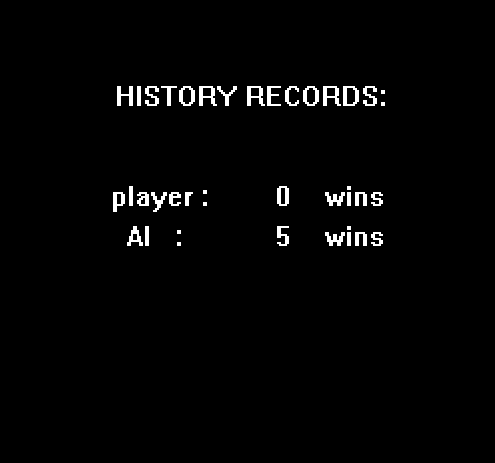 HISTORY RECORDS:
player : 0 wins
AI : 5 wins